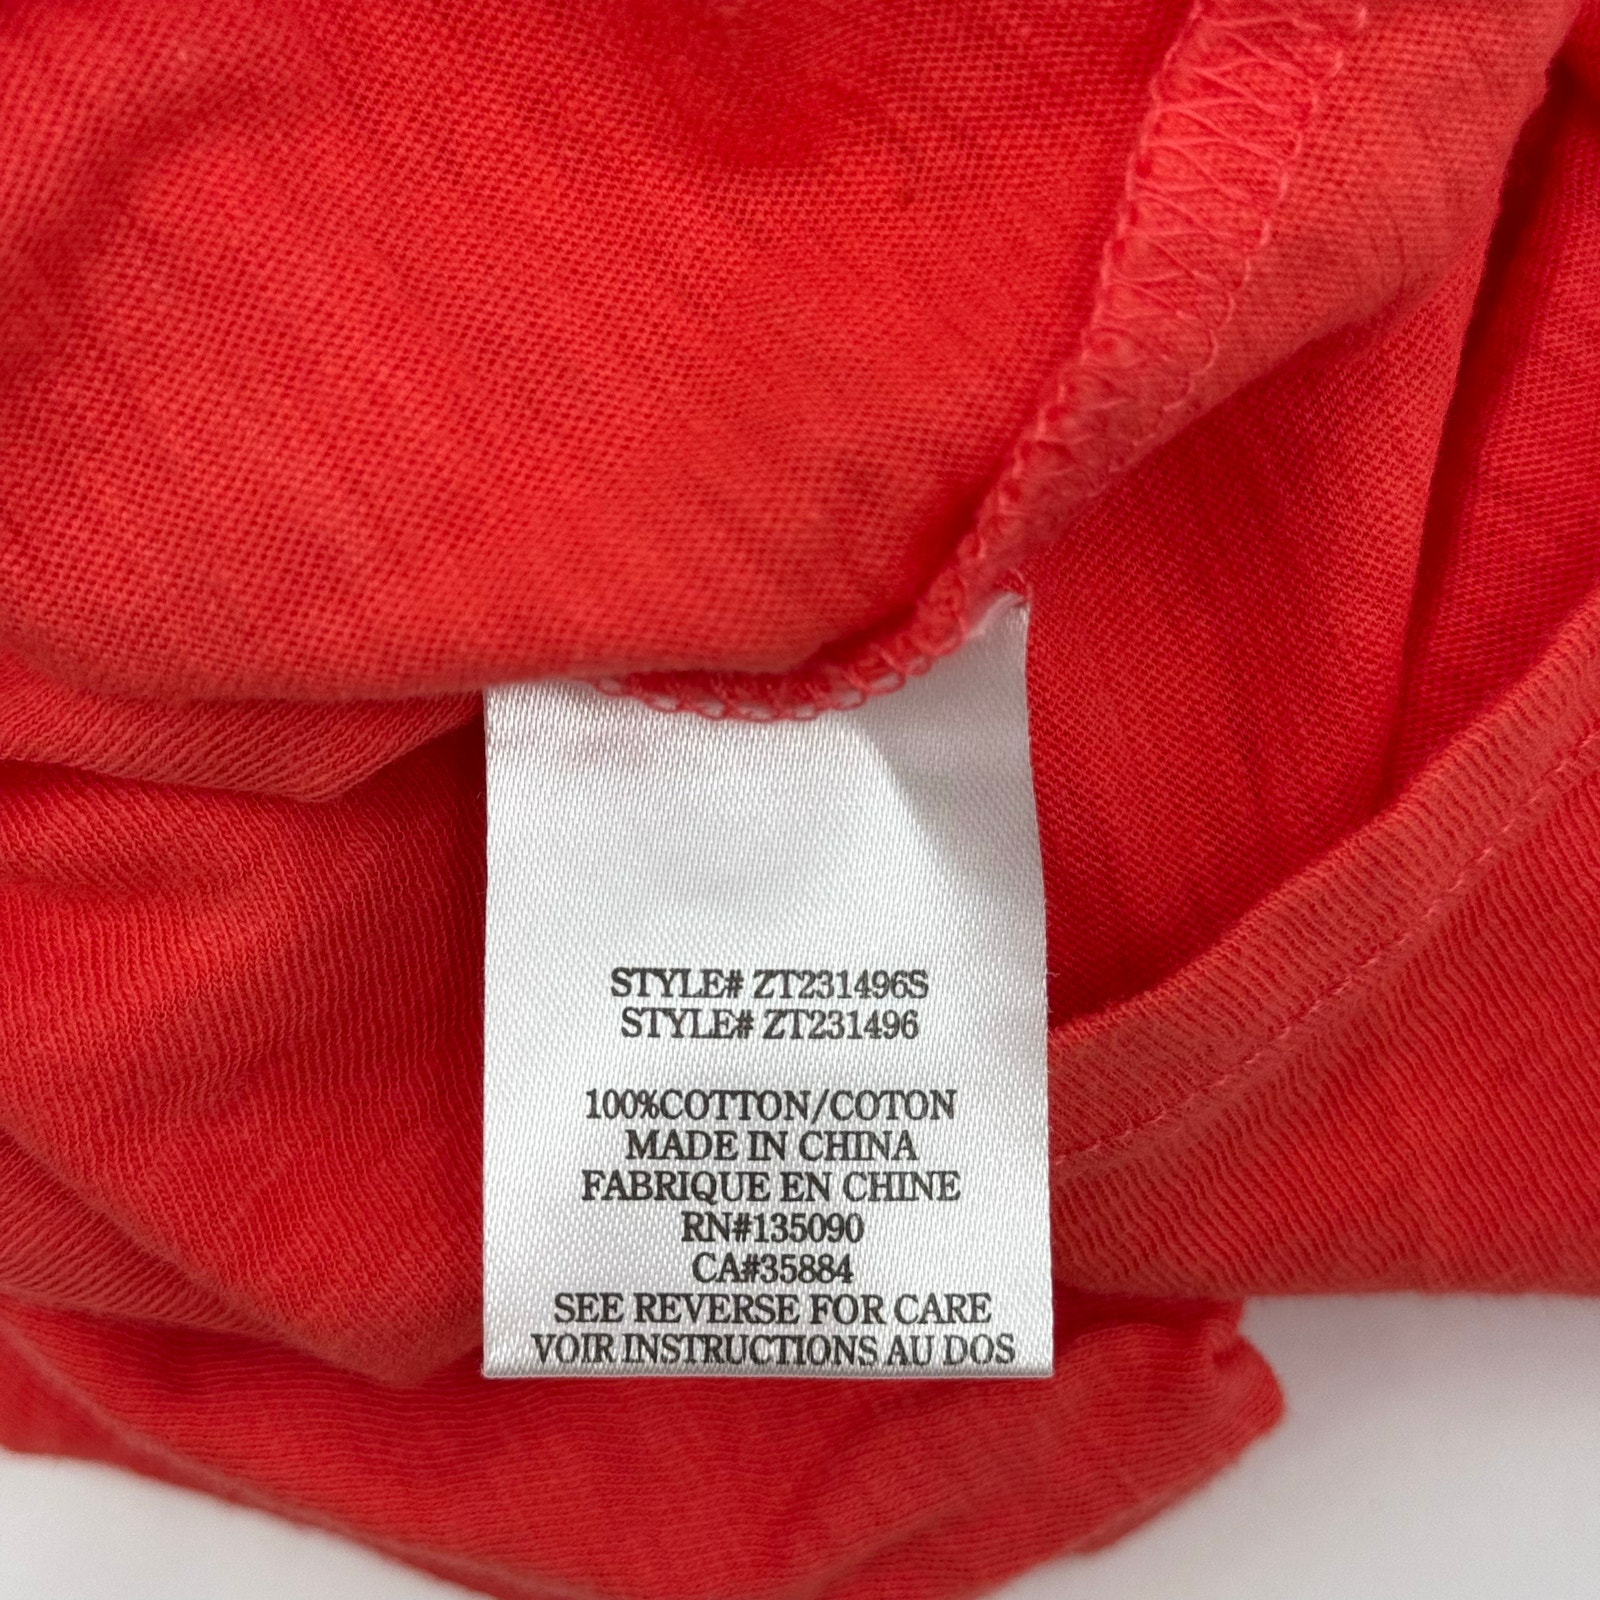 STYLE# ZT231496S
STYLE# ZT231496
100%COTTON/COTON
MADE IN CHINA
FABRIQUE EN CHINE
RN#135090
CA#35884
SEE REVERSE FOR CARE
VOIR INSTRUCTIONS AU DOS